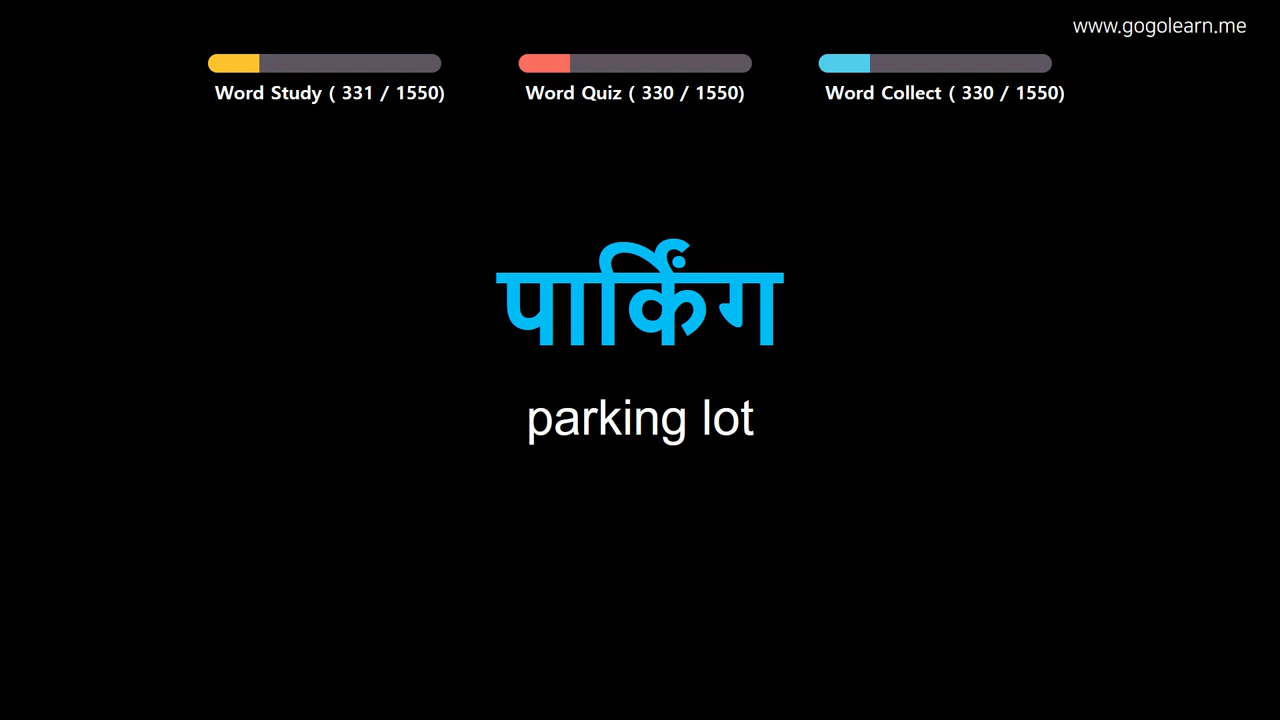 www.gogolearn.me
Word Study ( 331 / 1550)
Word Quiz ( 330 / 1550)
Word Collect ( 330 / 1550)
पार्किंग
parking lot